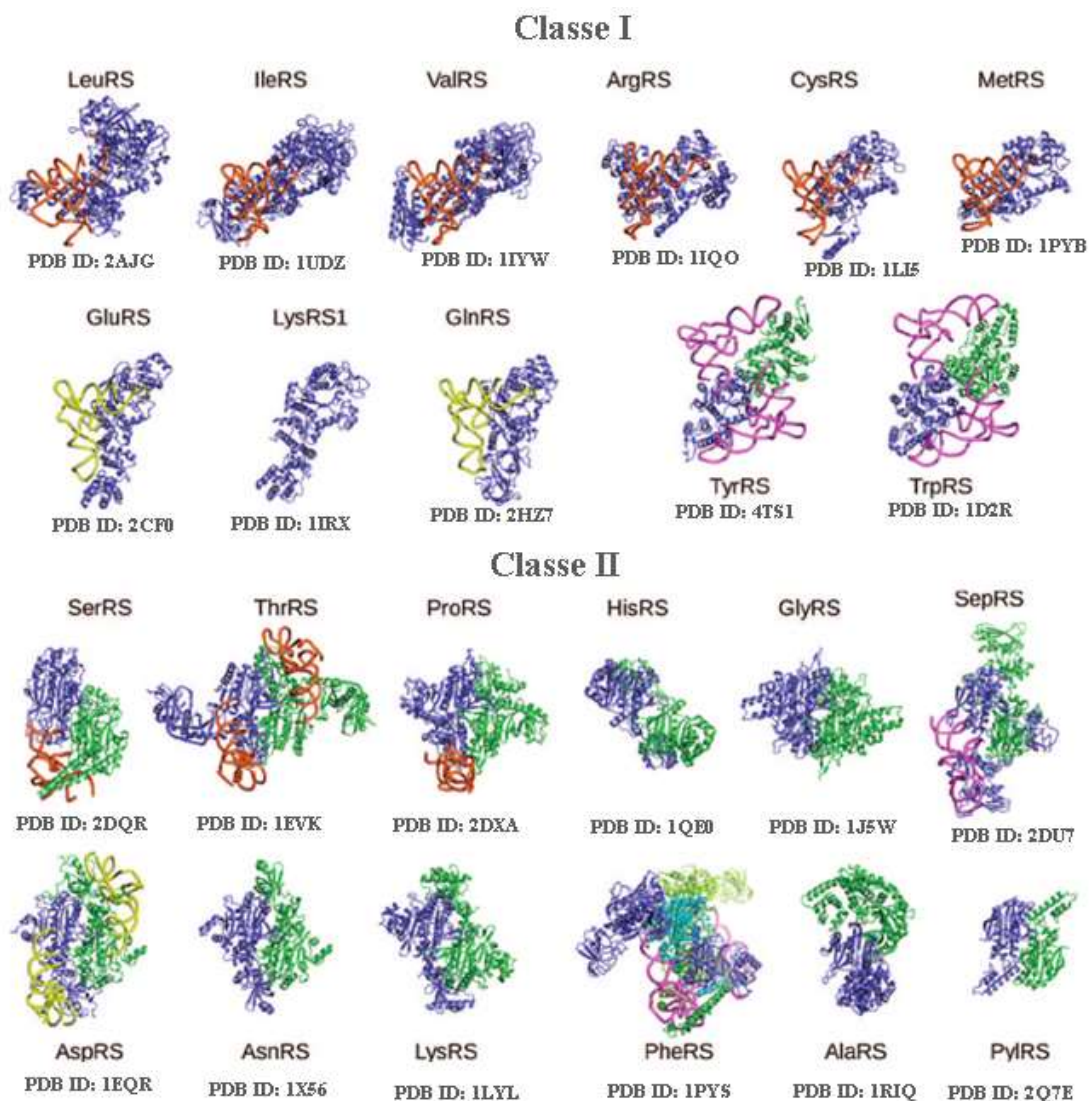 Classe I
LeuRS IleRS ValRS ArgRS CysRS MetRS
PDB ID: 2AJG PDB ID: 1UDZ PDB ID: 1IYW PDB ID: 1IQO PDB ID: 1LI5 PDB ID: 1PYB
GluRS LysRS1 GlnRS
TyrRS TrpRS
PDB ID: 2CF0 PDB ID: 1IRX PDB ID: 2HZ7 PDB ID: 4TS1 PDB ID: 1D2R
Classe II
SerRS ThrRS ProRS HisRS GlyRS SepRS
PDB ID: 2DQR PDB ID: 1EVK PDB ID: 2DXA PDB ID: 1QE0 PDB ID: 1J5W PDB ID: 2DU7
AspRS AsnRS LysRS PheRS AlaRS PylRS
PDB ID: 1EQR PDB ID: 1X56 PDB ID: 1LYL PDB ID: 1PYS PDB ID: 1RIQ PDB ID: 2Q7E